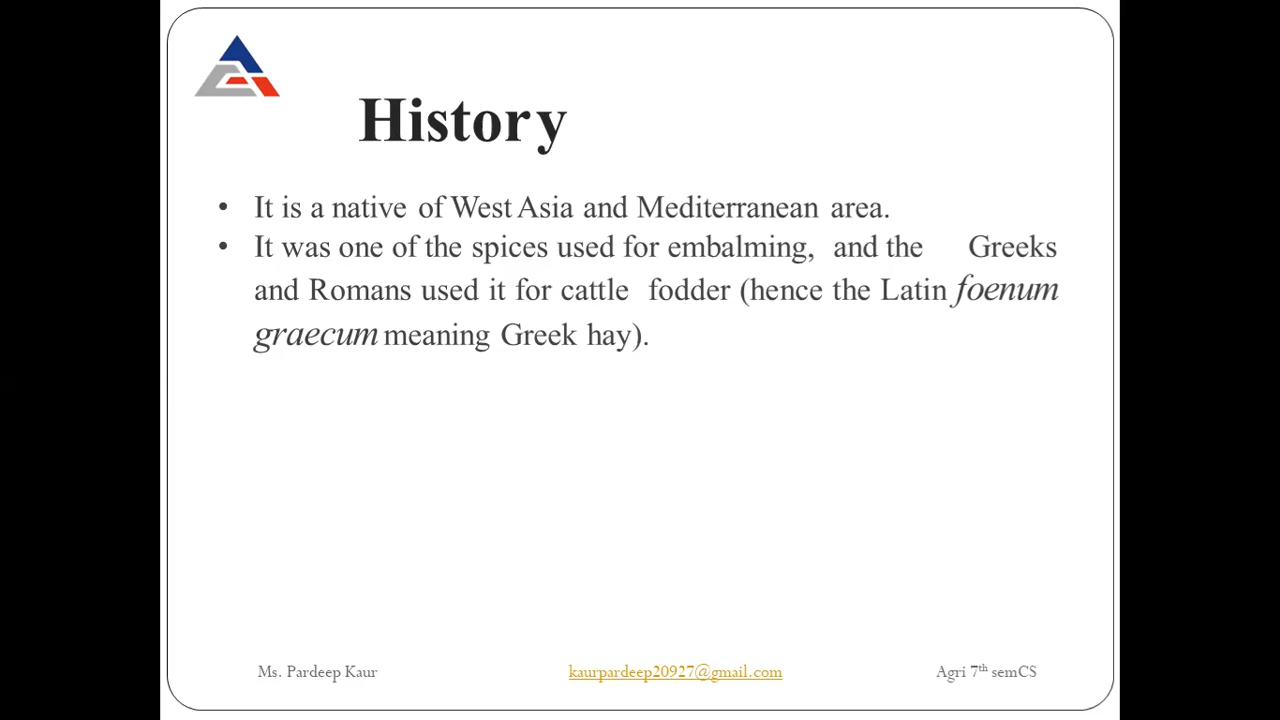 History
• It is a native of West Asia and Mediterranean area.
• It was one of the spices used for embalming, and the Greeks
and Romans used it for cattle fodder (hence the Latin foenum
graecum meaning Greek hay).
Ms. Pardeep Kaur
kaurpardeep20927@gmail.com
Agri 7th semCS